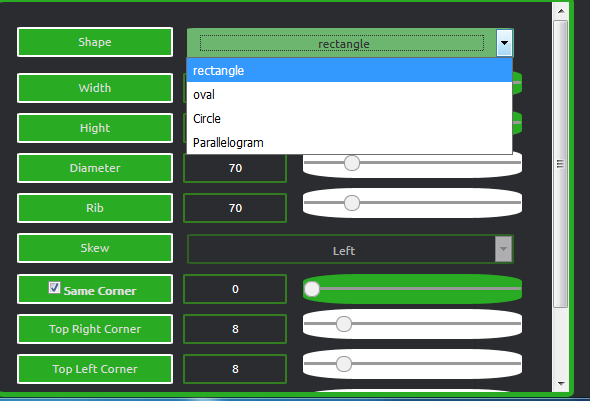 Shape rectangle
rectangle
Width
oval
Hight
Circle
Parallelogram
Diameter 70
Rib 70
Skew Left
Same Corner 0
Top Right Corner 8
Top Left Corner 8